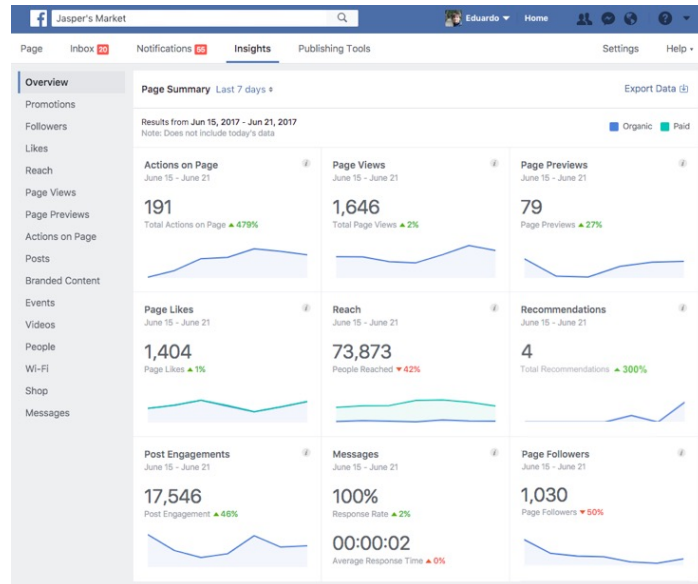 f Jasper's Market Eduardo Home
Page Inbox 20 Notifications 55 Insights Publishing Tools Settings Help
Overview
Promotions
Followers
Likes
Reach
Page Views
Page Previews
Actions on Page
Posts
Branded Content
Events
Videos
People
Wi-Fi
Shop
Messages
Page Summary Last 7 days Export Data
Results from Jun 15, 2017 - Jun 21, 2017
Note: Does not include today's data
Organic Paid
Actions on Page
June 15 - June 21
191
Total Actions on Page ▲ 479%
Page Views
June 15 - June 21
1,646
Total Page Views ▲ 2%
Page Previews
June 15 - June 21
79
Page Previews ▲ 27%
Page Likes
June 15 - June 21
1,404
Page Likes ▲ 1%
Reach
June 15 - June 21
73,873
People Reached ▼ 42%
Recommendations
June 15 - June 21
4
Total Recommendations ▲ 300%
Post Engagements
June 15 - June 21
17,546
Post Engagement ▲ 46%
Messages
June 15 - June 21
100%
Response Rate ▲ 2%
00:00:02
Average Response Time ▲ 0%
Page Followers
June 15 - June 21
1,030
Page Followers ▼ 50%